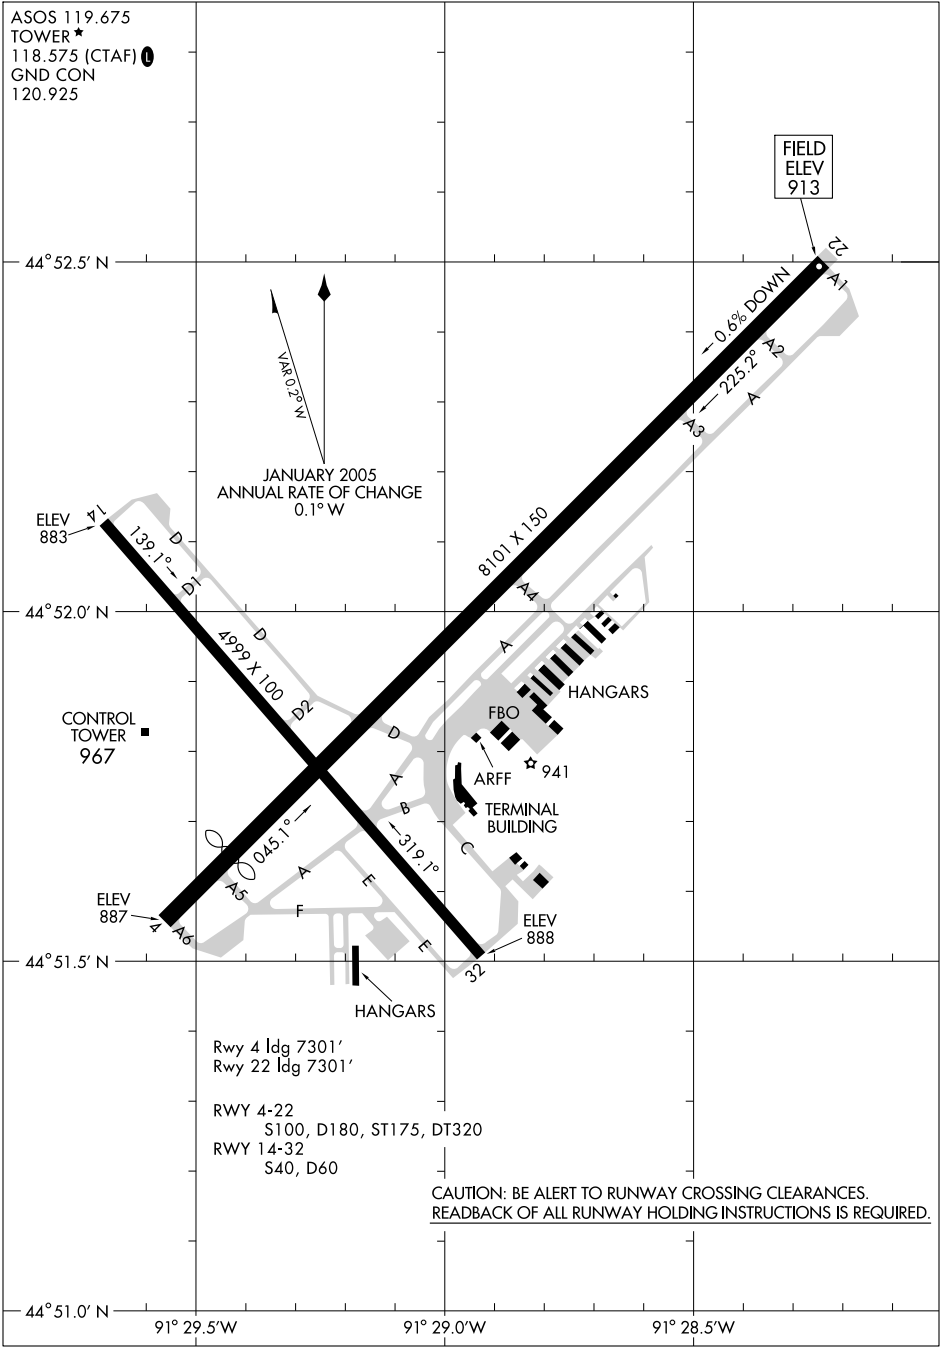 ASOS 119.675
TOWER★
118.575 (CTAF) L
GND CON
120.925
FIELD
ELEV
913
22
A1
44°52.5' N
0.6% DOWN
A2
225.2°
A
A3
VAR 0.2° W
JANUARY 2005
ANNUAL RATE OF CHANGE
0.1° W
8101 X 150
14
ELEV
883
D
139.1°
D1
A4
44°52.0' N
D
4999 X 100
A
HANGARS
D2
FBO
CONTROL
TOWER
967
D
941
ARFF
A
B
TERMINAL
BUILDING
045.1°
319.1°
C
A
E
A5
ELEV
887
F
4
A6
E
ELEV
888
44°51.5' N
32
HANGARS
Rwy 4 ldg 7301'
Rwy 22 ldg 7301'
RWY 4-22
S100, D180, ST175, DT320
RWY 14-32
S40, D60
CAUTION: BE ALERT TO RUNWAY CROSSING CLEARANCES.
READBACK OF ALL RUNWAY HOLDING INSTRUCTIONS IS REQUIRED.
44°51.0' N
91° 29.5'W
91° 29.0'W
91° 28.5'W